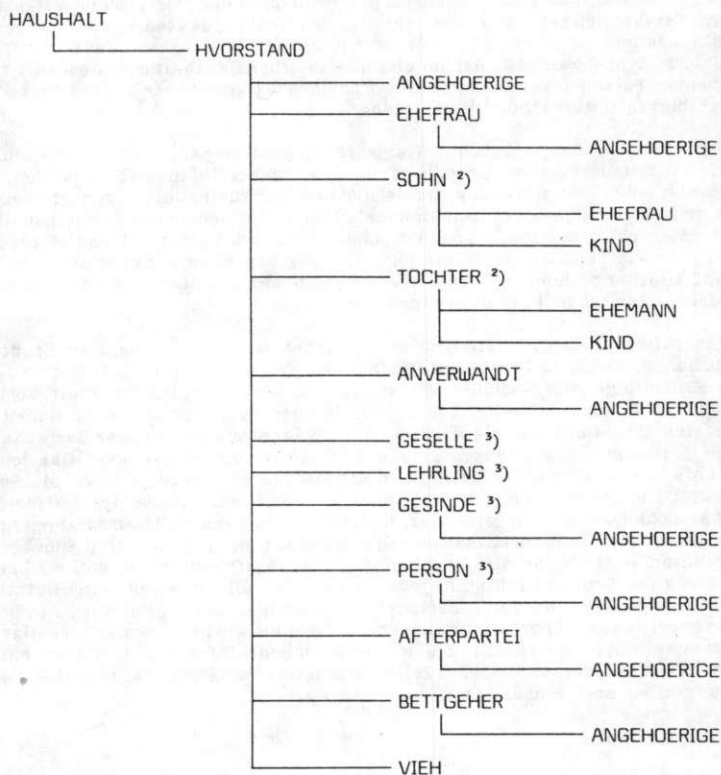 HAUSHALT
HVORSTAND
ANGEHOERIGE
EHEFRAU
ANGEHOERIGE
SOHN ²)
EHEFRAU
KIND
TOCHTER ²)
EHEMANN
KIND
ANVERWANDT
ANGEHOERIGE
GESELLE ³)
LEHRLING ³)
GESINDE ³)
ANGEHOERIGE
PERSON ³)
ANGEHOERIGE
AFTERPARTEI
ANGEHOERIGE
BETTGEHER
ANGEHOERIGE
VIEH